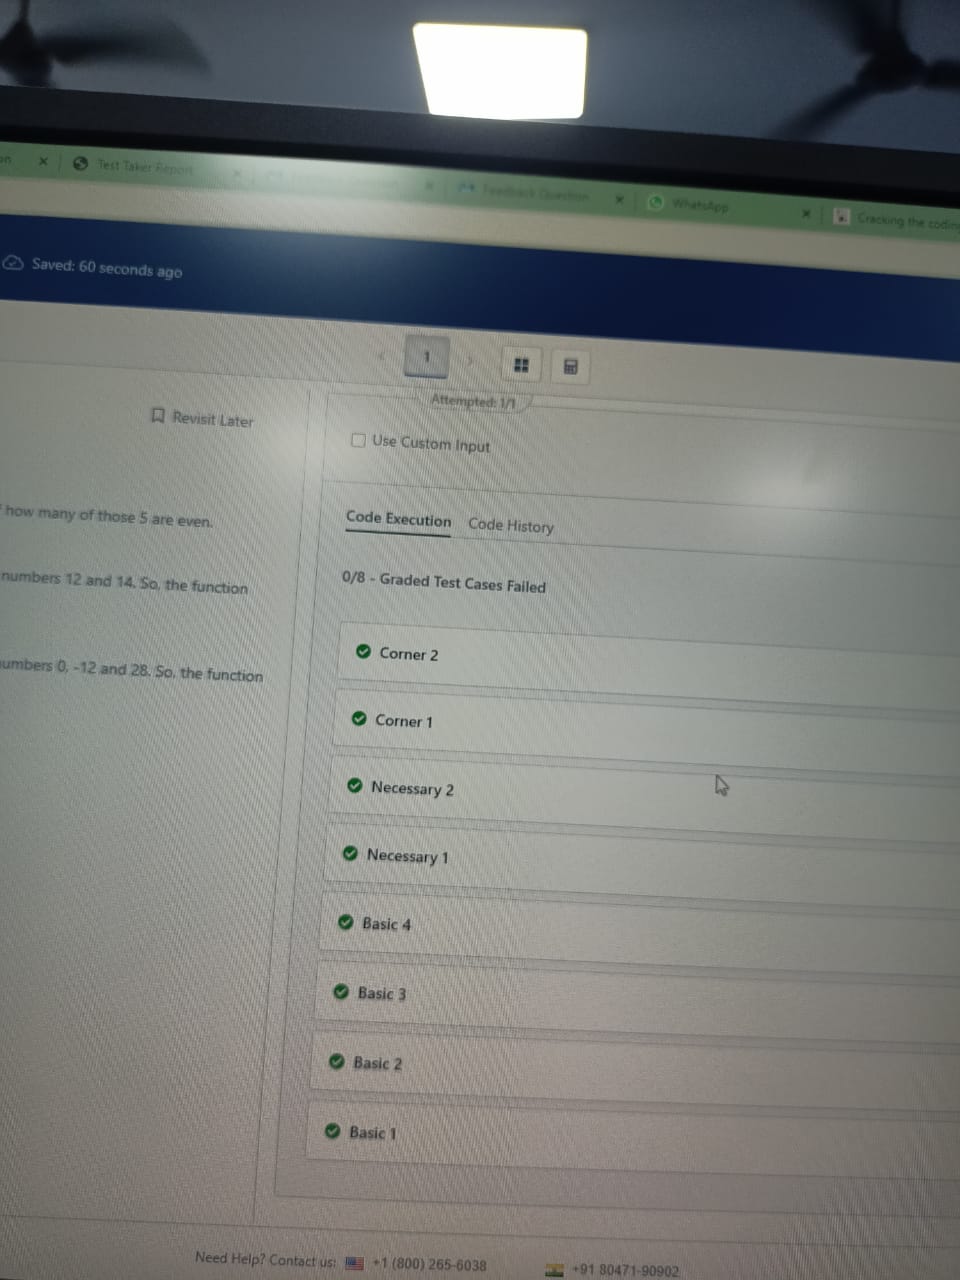 on
Test Taker Report
Feedback Question
WhatsApp
Cracking the codin
Saved: 60 seconds ago
1
Attempted: 1/1
Revisit Later
Use Custom Input
how many of those 5 are even.
Code Execution Code History
numbers 12 and 14. So, the function
0/8 - Graded Test Cases Failed
numbers 0, -12 and 28. So, the function
Corner 2
Corner 1
Necessary 2
Necessary 1
Basic 4
Basic 3
Basic 2
Basic 1
Need Help? Contact us: +1 (800) 265-6038 +91 80471-90902